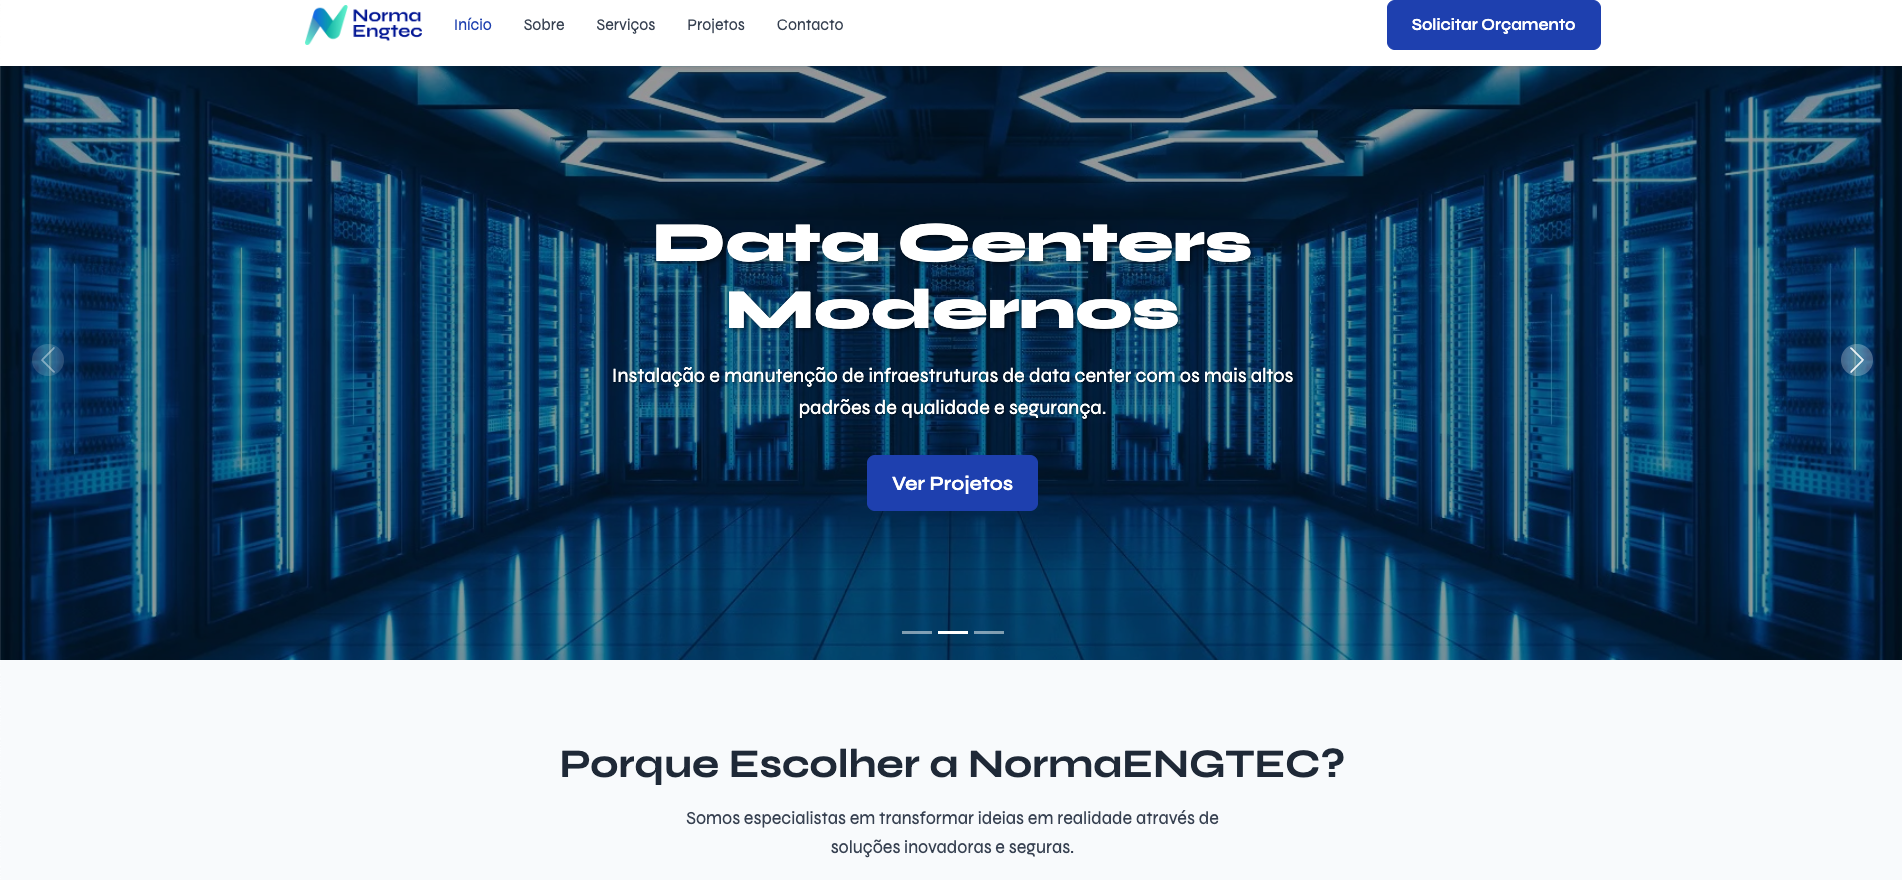 Norma
Engtec
Início
Sobre
Serviços
Projetos
Contacto
Solicitar Orçamento
Data Centers
Modernos
Instalação e manutenção de infraestruturas de data center com os mais altos
padrões de qualidade e segurança.
Ver Projetos
Porque Escolher a NormaENGTEC?
Somos especialistas em transformar ideias em realidade através de
soluções inovadoras e seguras.